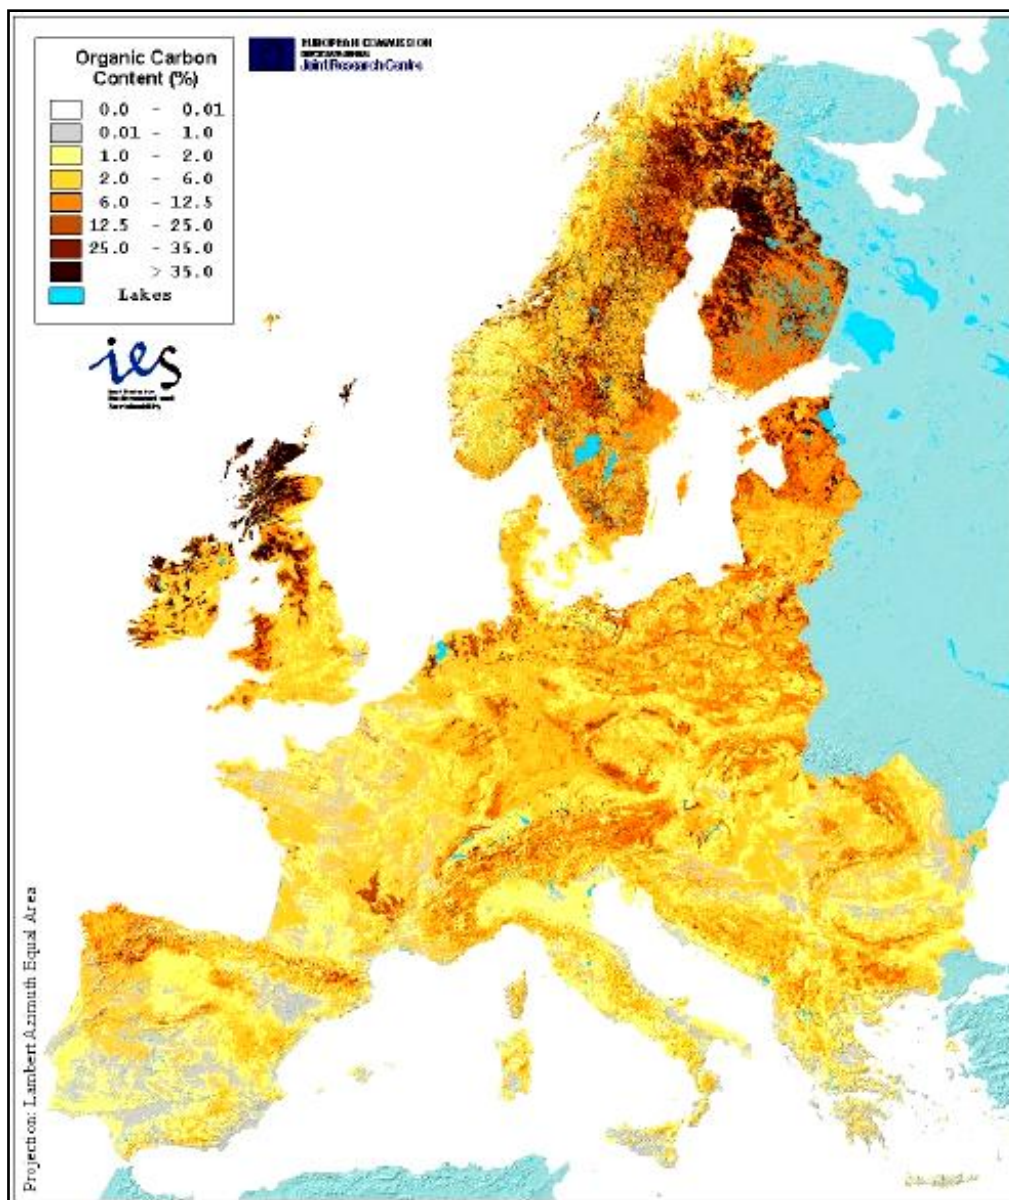 Organic Carbon
Content (%)
0.0 - 0.01
0.01 - 1.0
1.0 - 2.0
2.0 - 6.0
6.0 - 12.5
12.5 - 25.0
25.0 - 35.0
> 35.0
Lakes
EUROPEAN COMMISSION
Joint Research Centre
ies
Projection: Lambert Azimuth Equal Area